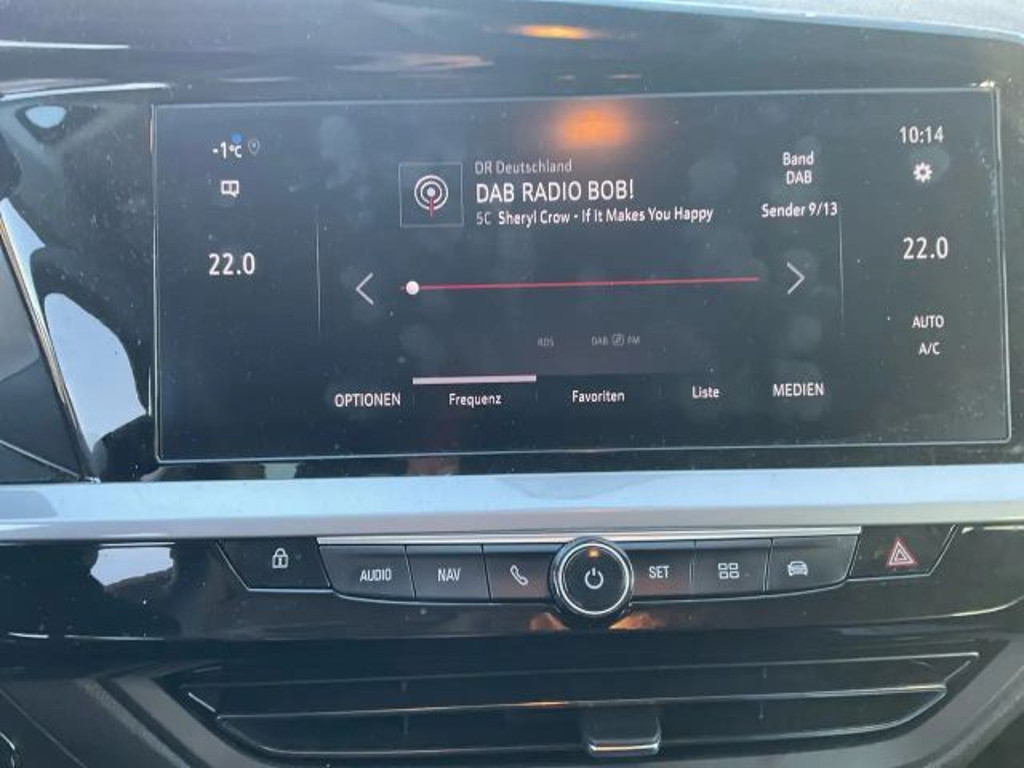 -1°C
22.0
DR Deutschland
DAB RADIO BOB!
5C Sheryl Crow - If It Makes You Happy
Band
DAB
Sender 9/13
10:14
22.0
AUTO
A/C
RDS
DAB FM
OPTIONEN
Frequenz
Favoriten
Liste
MEDIEN
AUDIO
NAV
SET